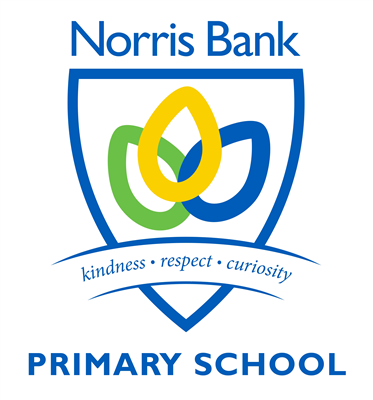 Norris Bank
kindness • respect • curiosity
PRIMARY SCHOOL